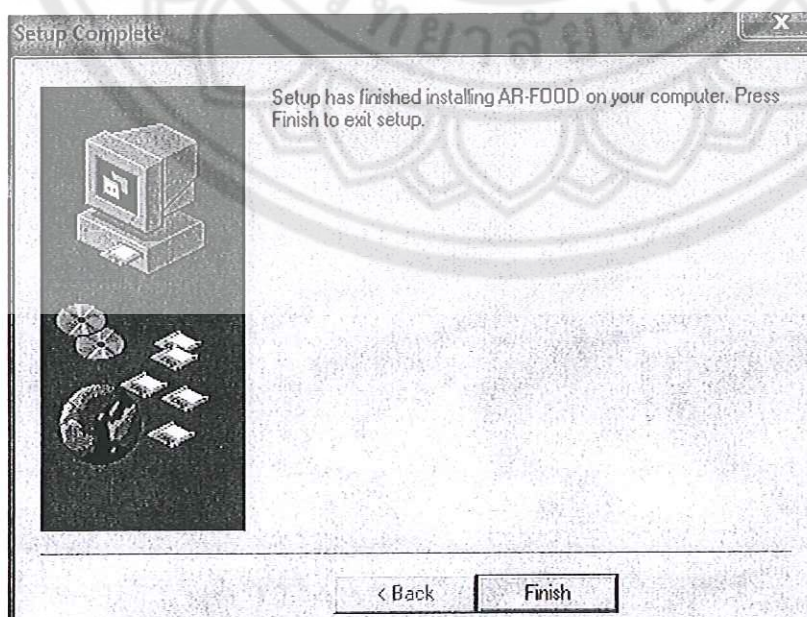 Setup Complete
Setup has finished installing AR-FOOD on your computer. Press
Finish to exit setup.
< Back
Finish